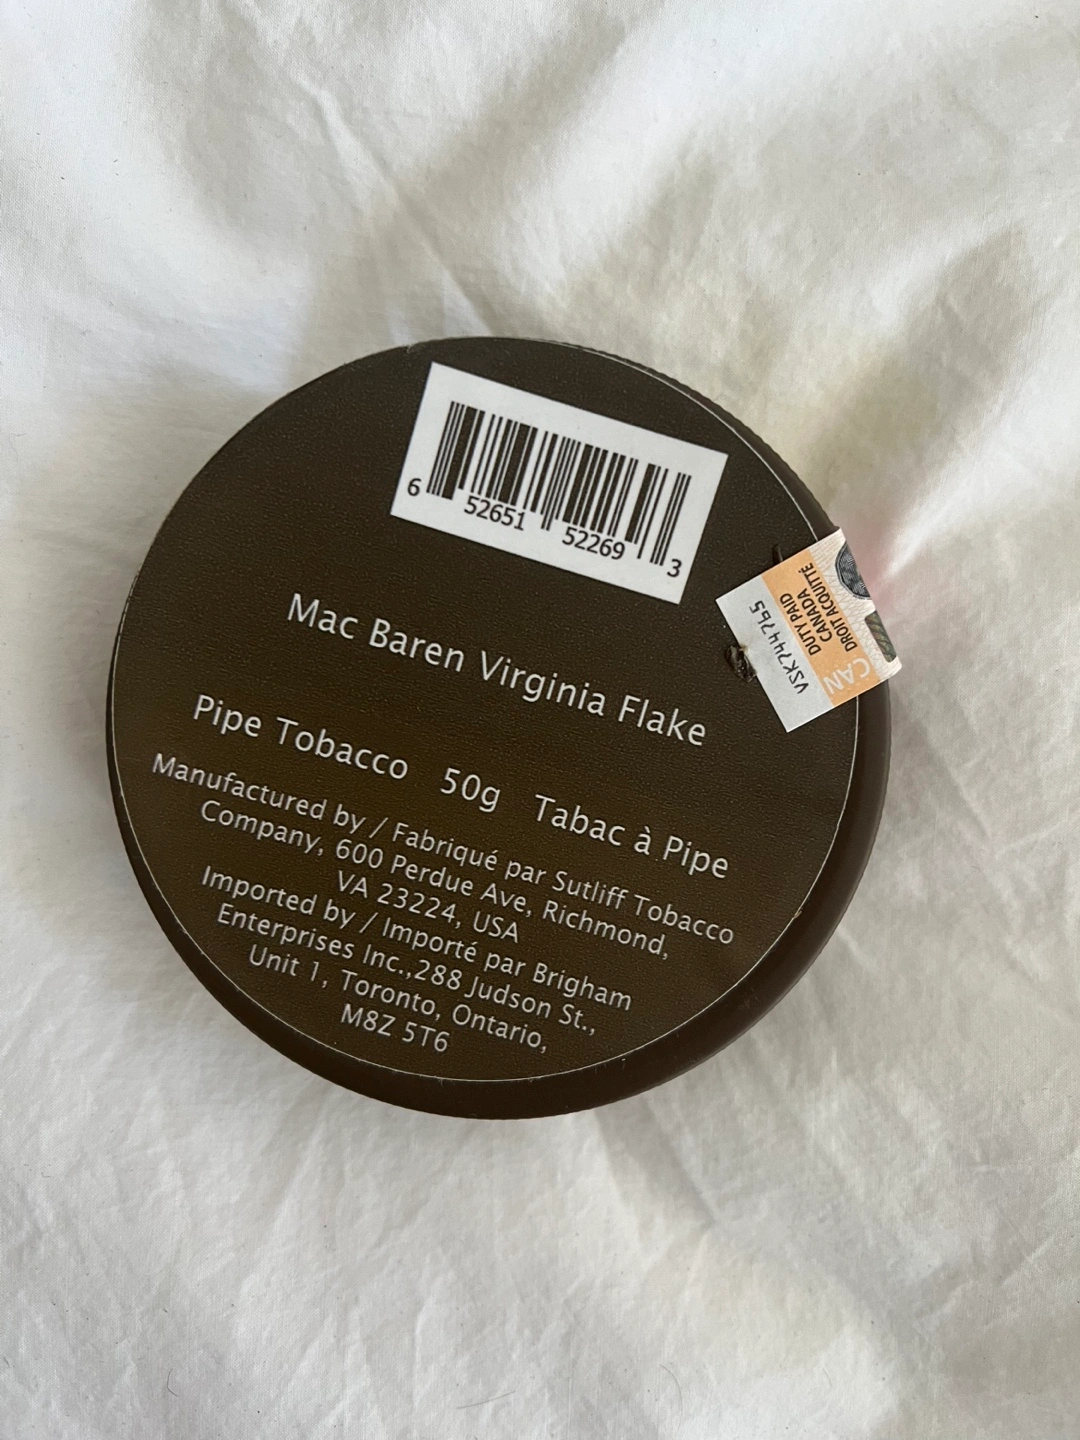 6 52651 52269 3
Mac Baren Virginia Flake
Pipe Tobacco 50g Tabac à Pipe
Manufactured by / Fabriqué par Sutliff Tobacco
Company, 600 Perdue Ave, Richmond,
VA 23224, USA
Imported by / Importé par Brigham
Enterprises Inc.,288 Judson St.,
Unit 1, Toronto, Ontario,
M8Z 5T6
DUTY PAID
CANADA
DROIT ACQUITTÉ
CAN